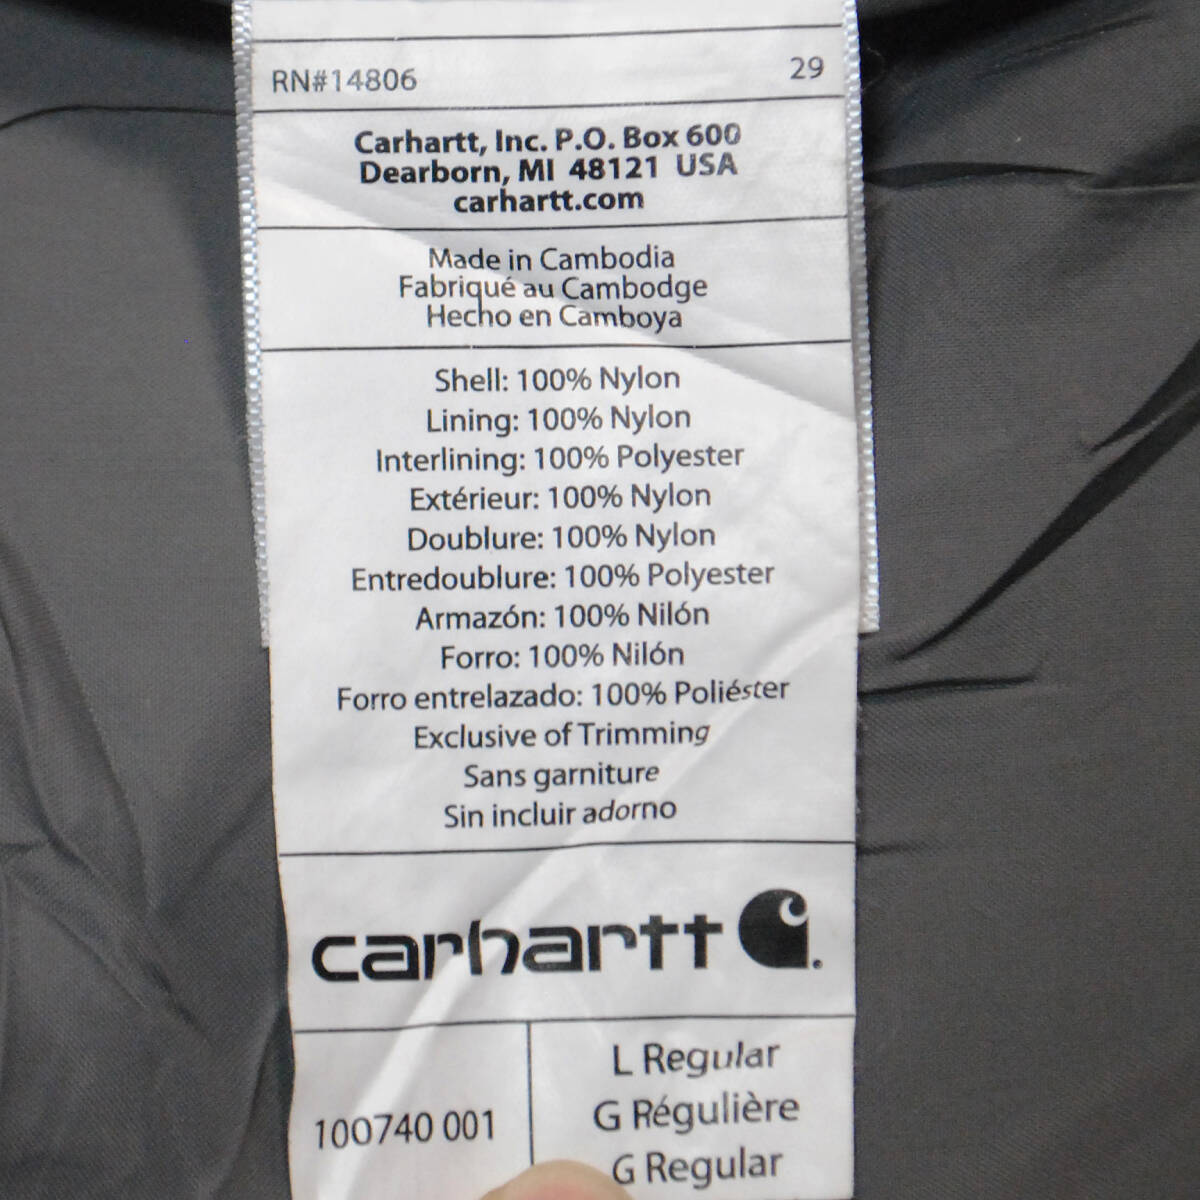 RN#14806 29
Carhartt, Inc. P.O. Box 600
Dearborn, MI 48121 USA
carhartt.com
Made in Cambodia
Fabriqué au Cambodge
Hecho en Camboya
Shell: 100% Nylon
Lining: 100% Nylon
Interlining: 100% Polyester
Extérieur: 100% Nylon
Doublure: 100% Nylon
Entredoublure: 100% Polyester
Armazón: 100% Nilón
Forro: 100% Nilón
Forro entrelazado: 100% Poliéster
Exclusive of Trimming
Sans garniture
Sin incluir adorno
carhartt
100740 001
L Regular
G Régulière
G Regular